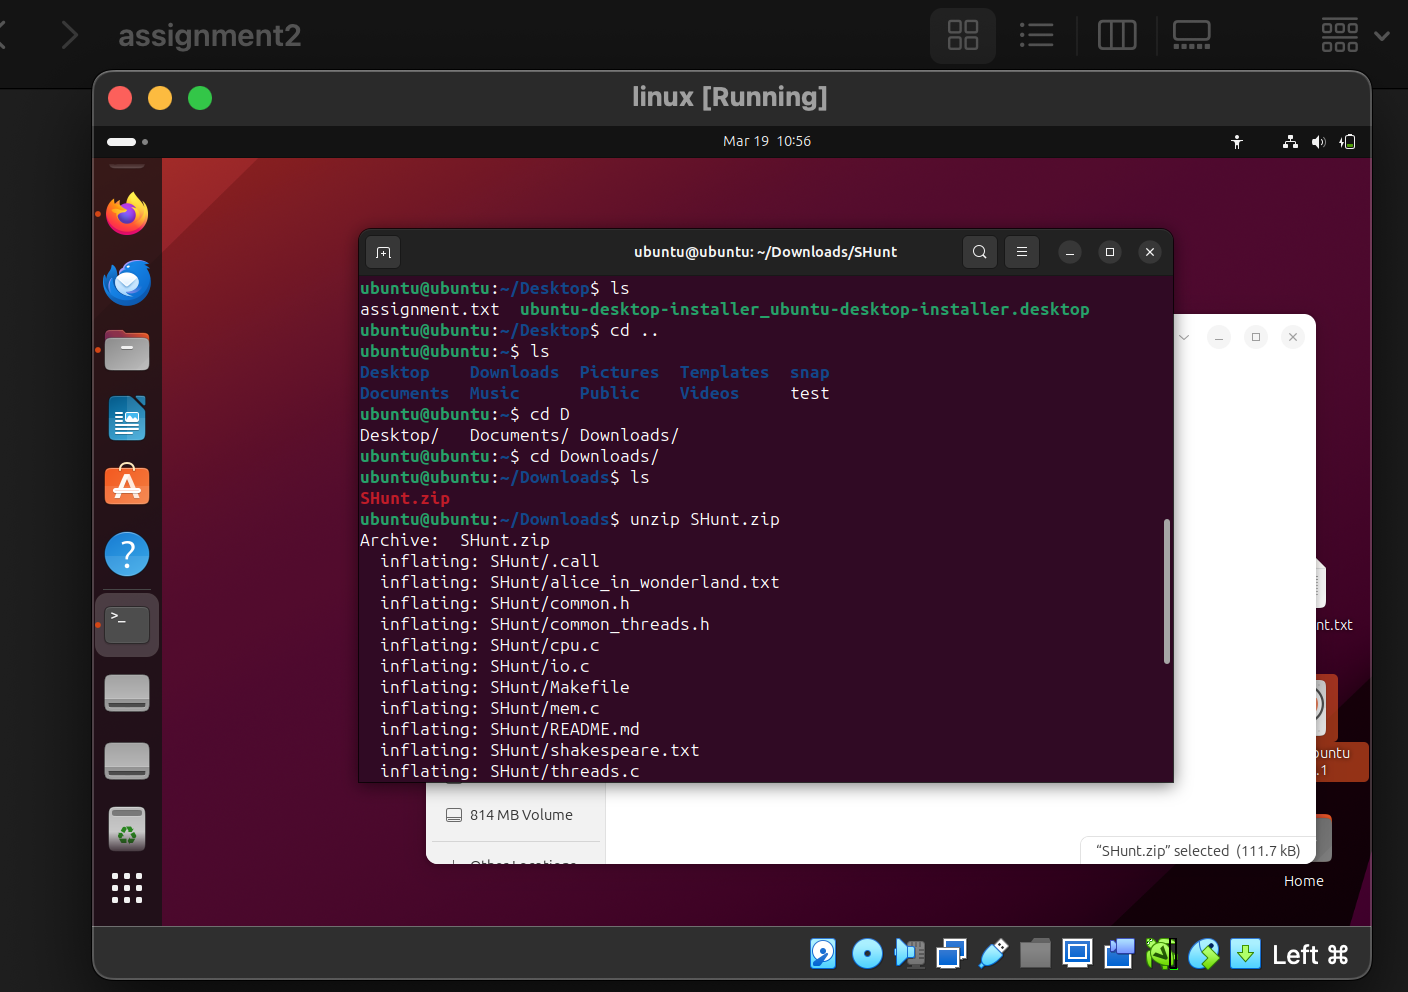 assignment2
linux [Running]
Mar 19 10:56
ubuntu@ubuntu: ~/Downloads/SHunt
ubuntu@ubuntu:~/Desktop$ ls
assignment.txt ubuntu-desktop-installer_ubuntu-desktop-installer.desktop
ubuntu@ubuntu:~/Desktop$ cd ..
ubuntu@ubuntu:~$ ls
Desktop Downloads Pictures Templates snap
Documents Music Public Videos test
ubuntu@ubuntu:~$ cd D
Desktop/ Documents/ Downloads/
ubuntu@ubuntu:~$ cd Downloads/
ubuntu@ubuntu:~/Downloads$ ls
SHunt.zip
ubuntu@ubuntu:~/Downloads$ unzip SHunt.zip
Archive: SHunt.zip
inflating: SHunt/.call
inflating: SHunt/alice_in_wonderland.txt
inflating: SHunt/common.h
inflating: SHunt/common_threads.h
inflating: SHunt/cpu.c
inflating: SHunt/io.c
inflating: SHunt/Makefile
inflating: SHunt/mem.c
inflating: SHunt/README.md
inflating: SHunt/shakespeare.txt
inflating: SHunt/threads.c
nt.txt
buntu
.1
814 MB Volume
Other Locations
“SHunt.zip” selected (111.7 kB)
Home
Left ⌘